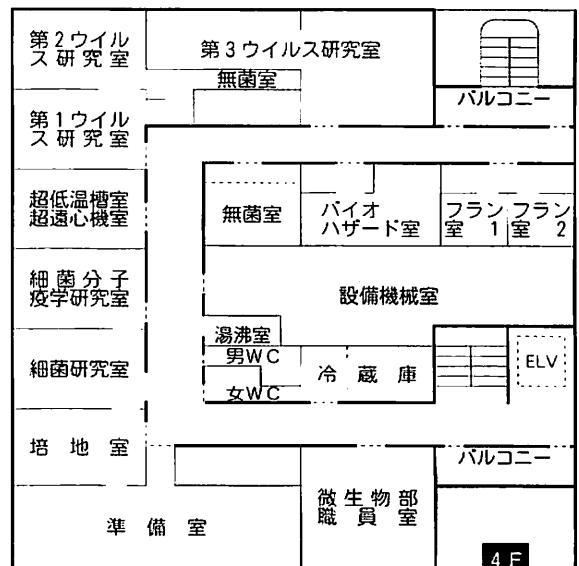 第2ウイル
ス研究室
第3ウイルス研究室
無菌室
バルコニー
第1ウイル
ス研究室
超低温槽室
超遠心機室
無菌室
バイオ
ハザード室
フラン
室 1
フラン
室 2
細菌分子
疫学研究室
設備機械室
湯沸室
男WC
女WC
冷蔵庫
ELV
細菌研究室
培地室
バルコニー
準備室
微生物部
職員室
4F